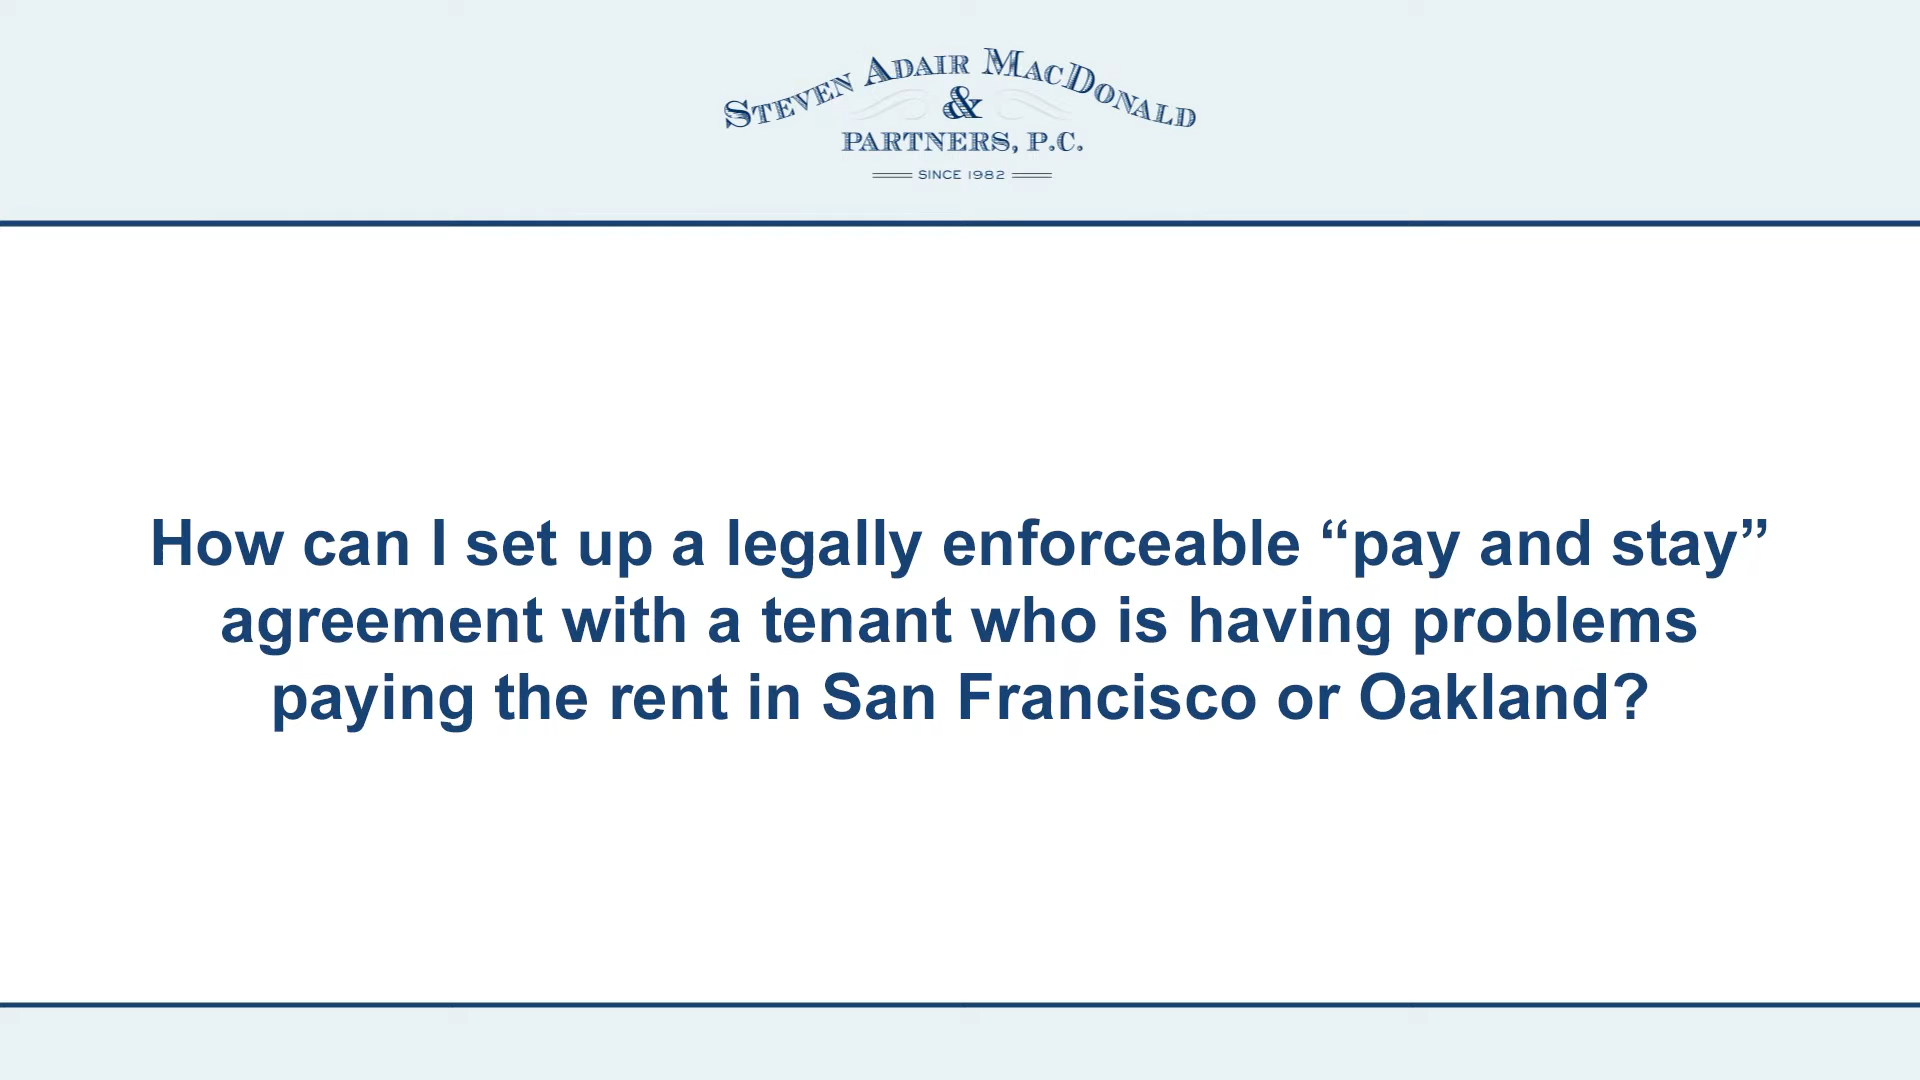 STEVEN ADAIR MACDONALD
&
PARTNERS, P.C.
SINCE 1982
How can I set up a legally enforceable “pay and stay”
agreement with a tenant who is having problems
paying the rent in San Francisco or Oakland?